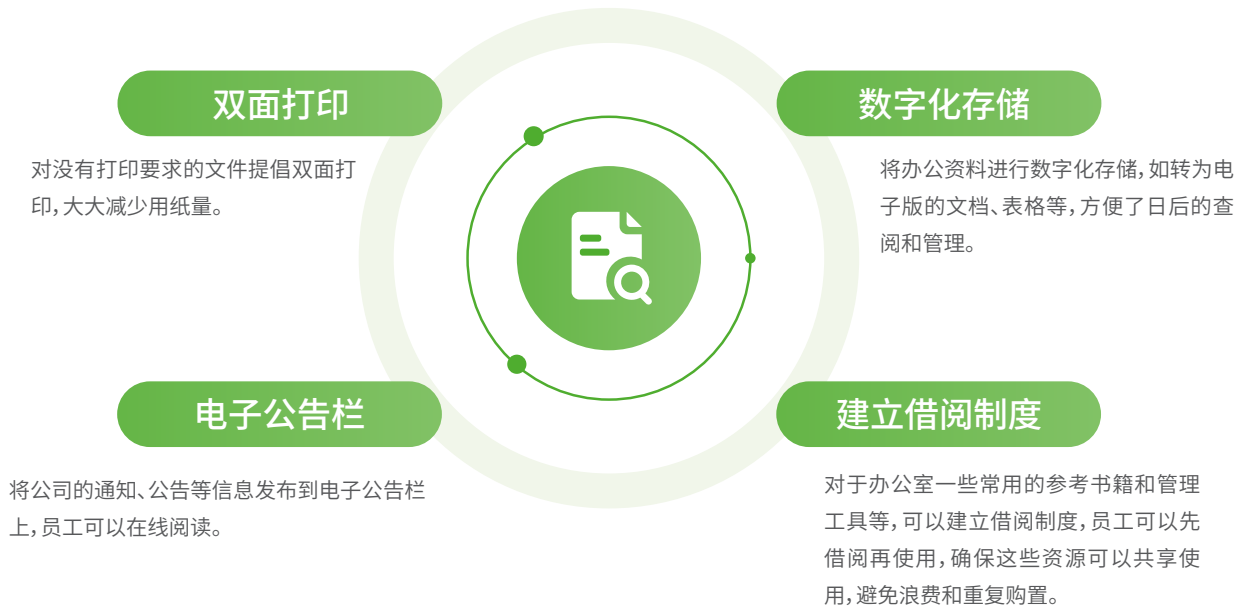 双面打印
对没有打印要求的文件提倡双面打
印，大大减少用纸量。
数字化存储
将办公资料进行数字化存储，如转为电
子版的文档、表格等，方便了日后的查
阅和管理。
电子公告栏
将公司的通知、公告等信息发布到电子公告栏
上，员工可以在线阅读。
建立借阅制度
对于办公室一些常用的参考书籍和管理
工具等，可以建立借阅制度，员工可以先
借阅再使用，确保这些资源可以共享使
用，避免浪费和重复购置。